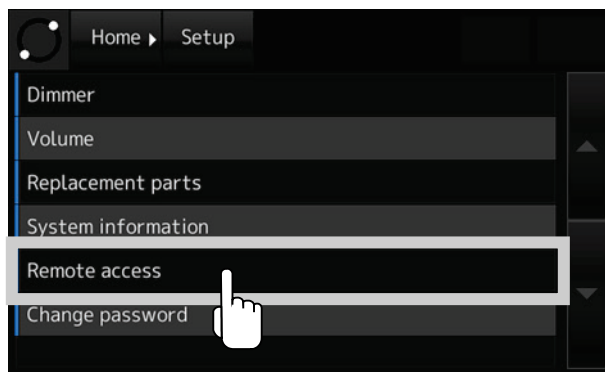 Home Setup
Dimmer
Volume
Replacement parts
System information
Remote access
Change password